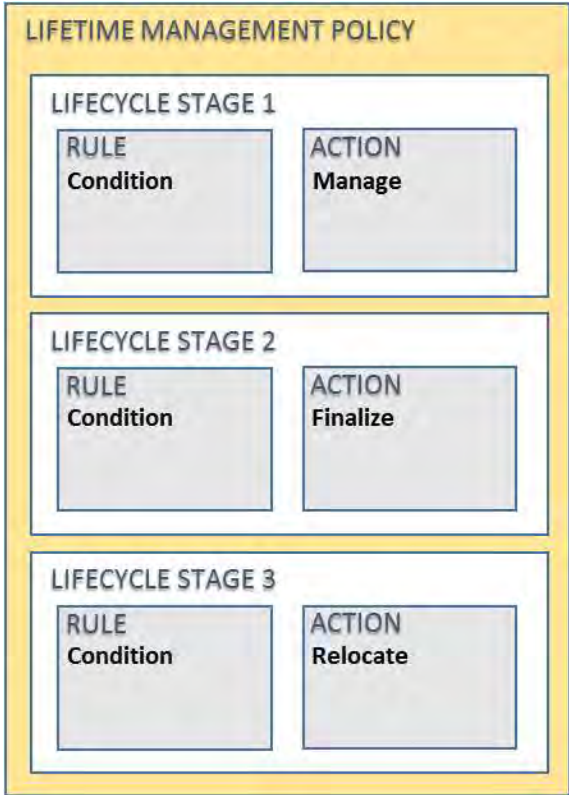 LIFETIME MANAGEMENT POLICY
LIFECYCLE STAGE 1
RULE
Condition
ACTION
Manage
LIFECYCLE STAGE 2
RULE
Condition
ACTION
Finalize
LIFECYCLE STAGE 3
RULE
Condition
ACTION
Relocate